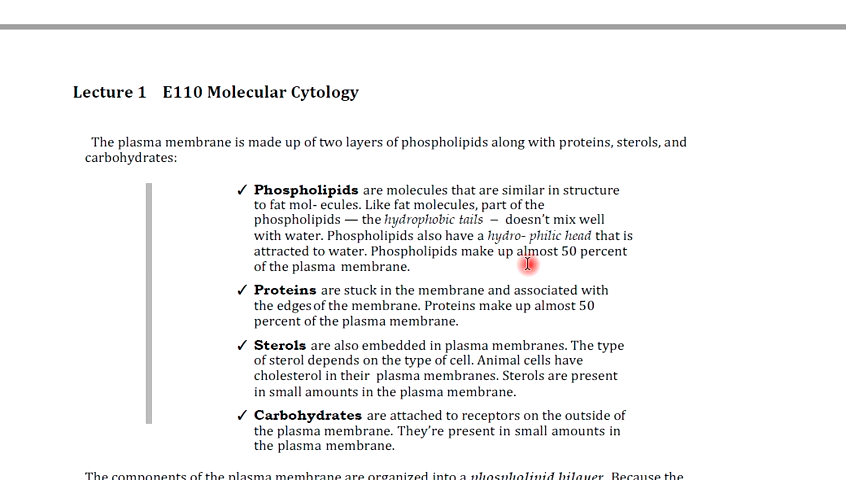 Lecture 1 E110 Molecular Cytology
The plasma membrane is made up of two layers of phospholipids along with proteins, sterols, and
carbohydrates:
✓ Phospholipids are molecules that are similar in structure
to fat mol- ecules. Like fat molecules, part of the
phospholipids — the hydrophobic tails – doesn't mix well
with water. Phospholipids also have a hydro- philic head that is
attracted to water. Phospholipids make up almost 50 percent
of the plasma membrane.
✓ Proteins are stuck in the membrane and associated with
the edges of the membrane. Proteins make up almost 50
percent of the plasma membrane.
✓ Sterols are also embedded in plasma membranes. The type
of sterol depends on the type of cell. Animal cells have
cholesterol in their plasma membranes. Sterols are present
in small amounts in the plasma membrane.
✓ Carbohydrates are attached to receptors on the outside of
the plasma membrane. They're present in small amounts in
the plasma membrane.
The components of the plasma membrane are organized into a phospholipid bilayer. Because the